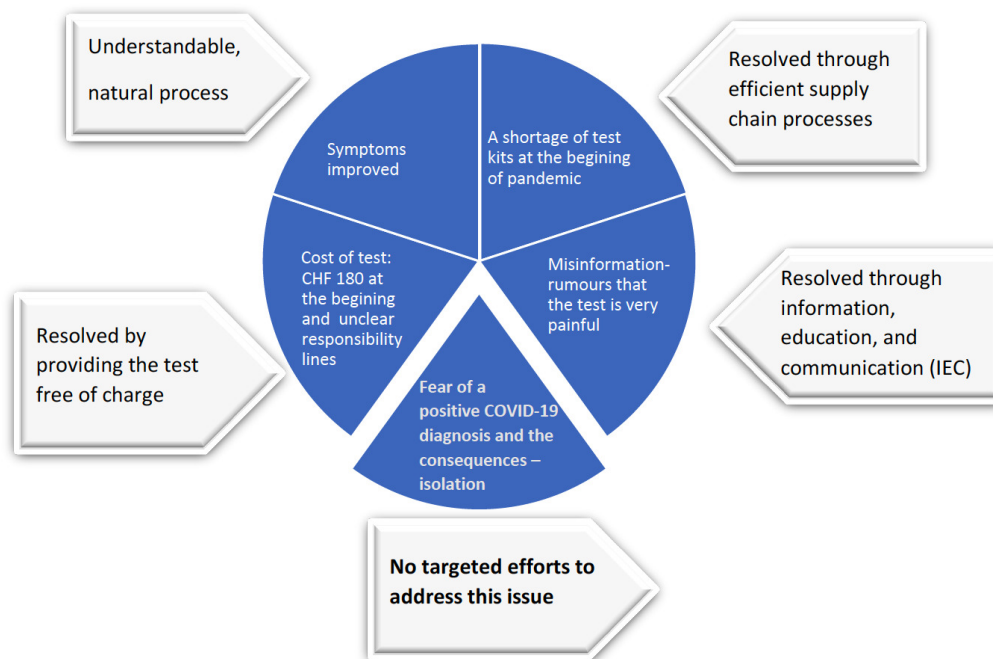 Understandable,
natural process
Resolved through
efficient supply
chain processes
Symptoms
improved
A shortage of test
kits at the begining
of pandemic
Cost of test:
CHF 180 at
the begining
and unclear
responsibility
lines
Misinformation-
rumours that
the test is very
painful
Resolved by
providing the test
free of charge
Resolved through
information,
education, and
communication (IEC)
Fear of a
positive COVID-19
diagnosis and the
consequences –
isolation
No targeted efforts to
address this issue